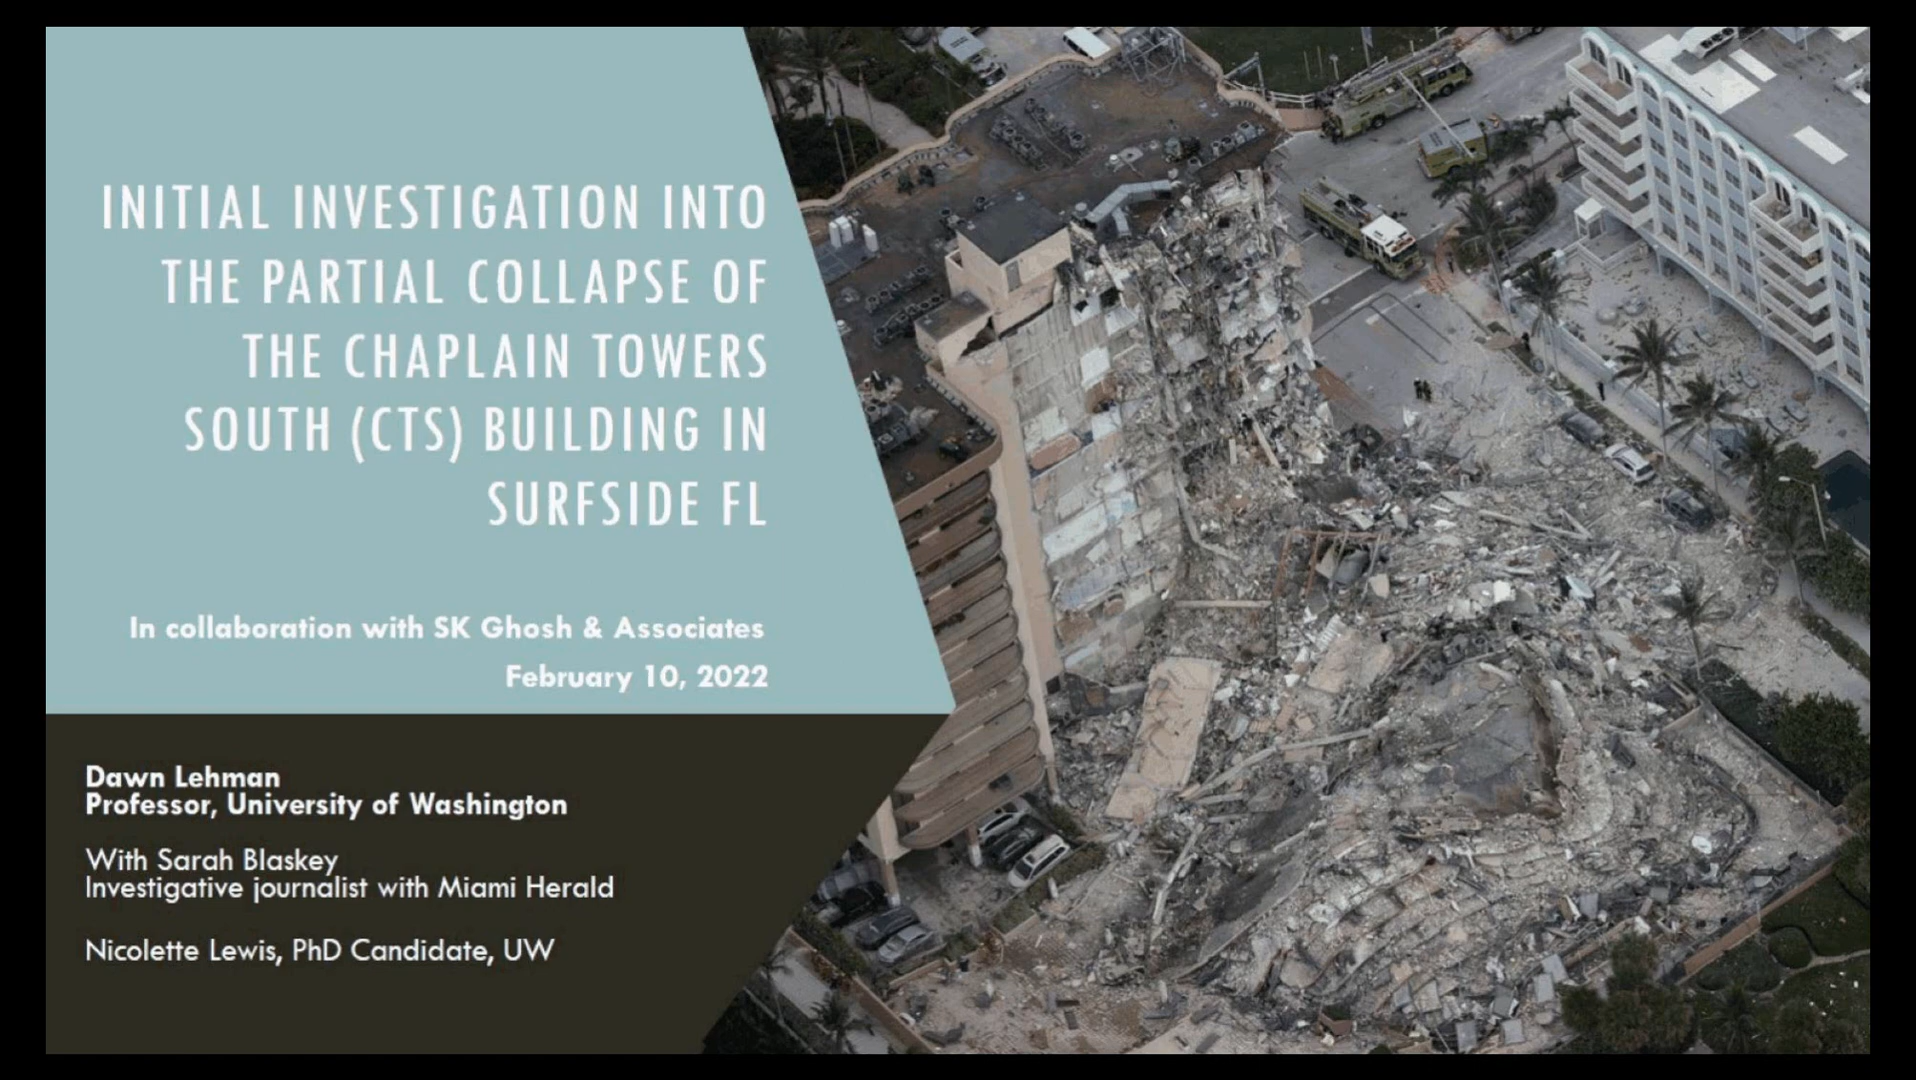 INITIAL INVESTIGATION INTO
THE PARTIAL COLLAPSE OF
THE CHAPLAIN TOWERS
SOUTH (CTS) BUILDING IN
SURFSIDE FL
In collaboration with SK Ghosh & Associates
February 10, 2022
Dawn Lehman
Professor, University of Washington
With Sarah Blaskey
Investigative journalist with Miami Herald
Nicolette Lewis, PhD Candidate, UW